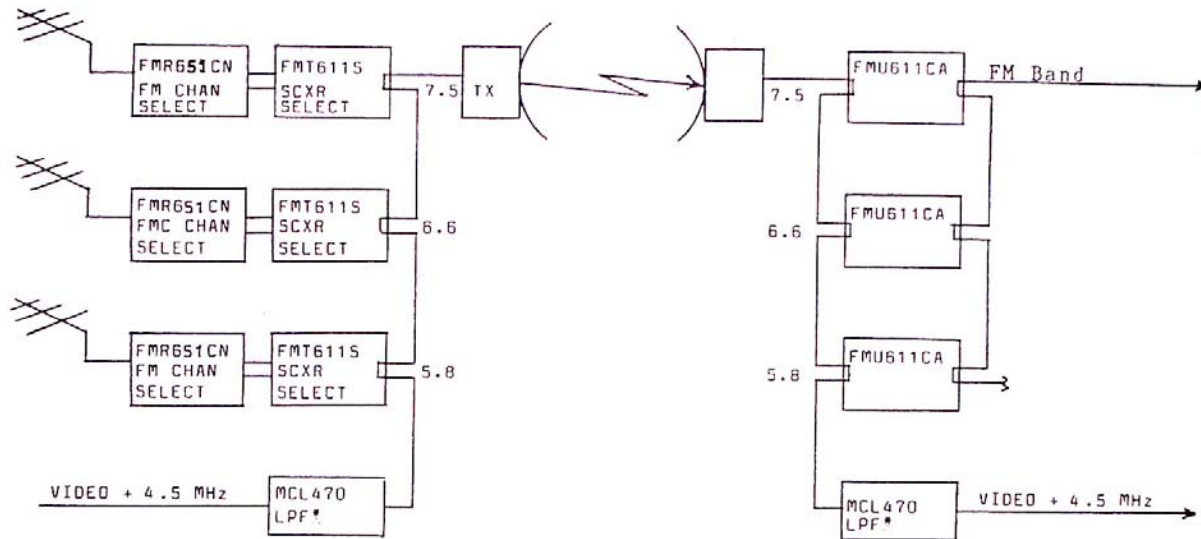 FMR651CN
FM CHAN
SELECT
FMT611S
SCXR
SELECT
7.5
TX
7.5
FMU611CA
FM Band
FMR651CN
FMC CHAN
SELECT
FMT611S
SCXR
SELECT
6.6
6.6
FMU611CA
FMR651CN
FM CHAN
SELECT
FMT611S
SCXR
SELECT
5.8
5.8
FMU611CA
VIDEO + 4.5 MHz
MCL470
LPF*
MCL470
LPF*
VIDEO + 4.5 MHz